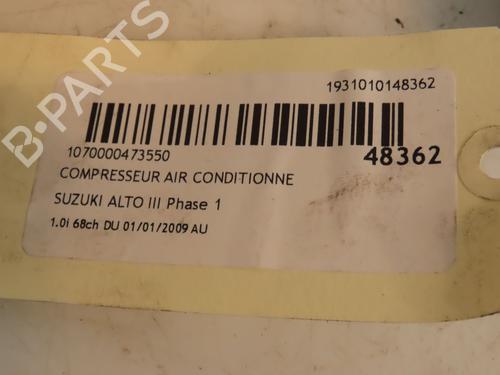 B-PARTS
1931010148362
1070000473550
48362
COMPRESSEUR AIR CONDITIONNE
SUZUKI ALTO III Phase 1
1.0i 68ch DU 01/01/2009 AU